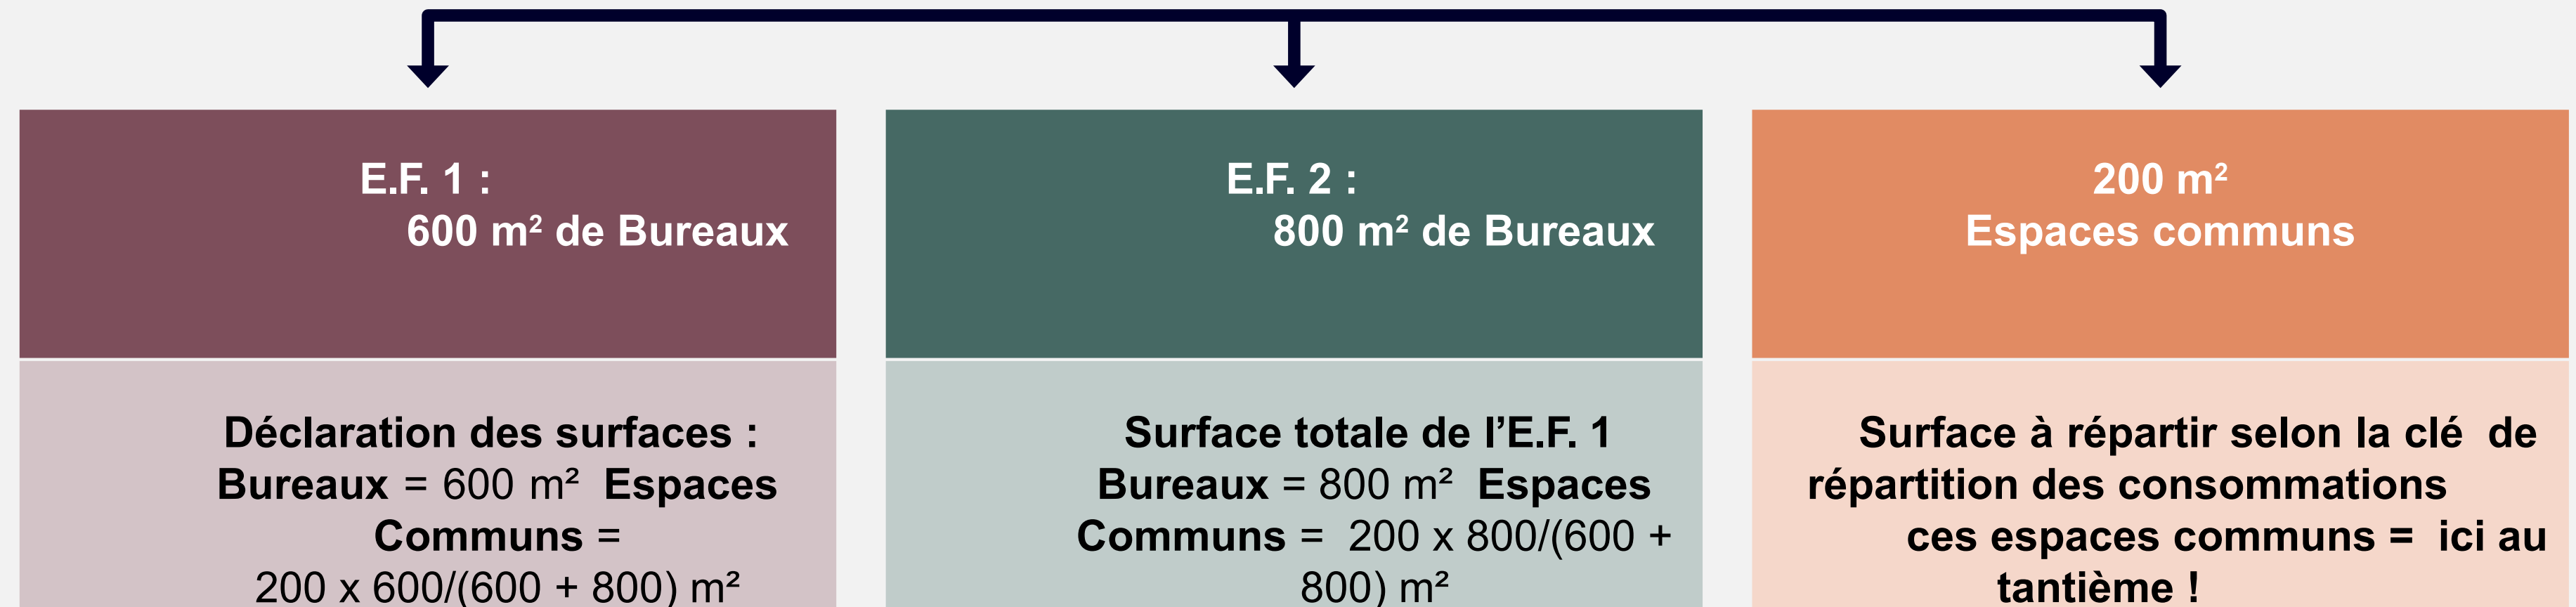 E.F. 1 :
600 m² de Bureaux
E.F. 2 :
800 m² de Bureaux
200 m²
Espaces communs
Déclaration des surfaces :
Bureaux = 600 m² Espaces
Communs =
200 x 600/(600 + 800) m²
Surface totale de l’E.F. 1
Bureaux = 800 m² Espaces
Communs = 200 x 800/(600 +
800) m²
Surface à répartir selon la clé de
répartition des consommations
ces espaces communs = ici au
tantième !